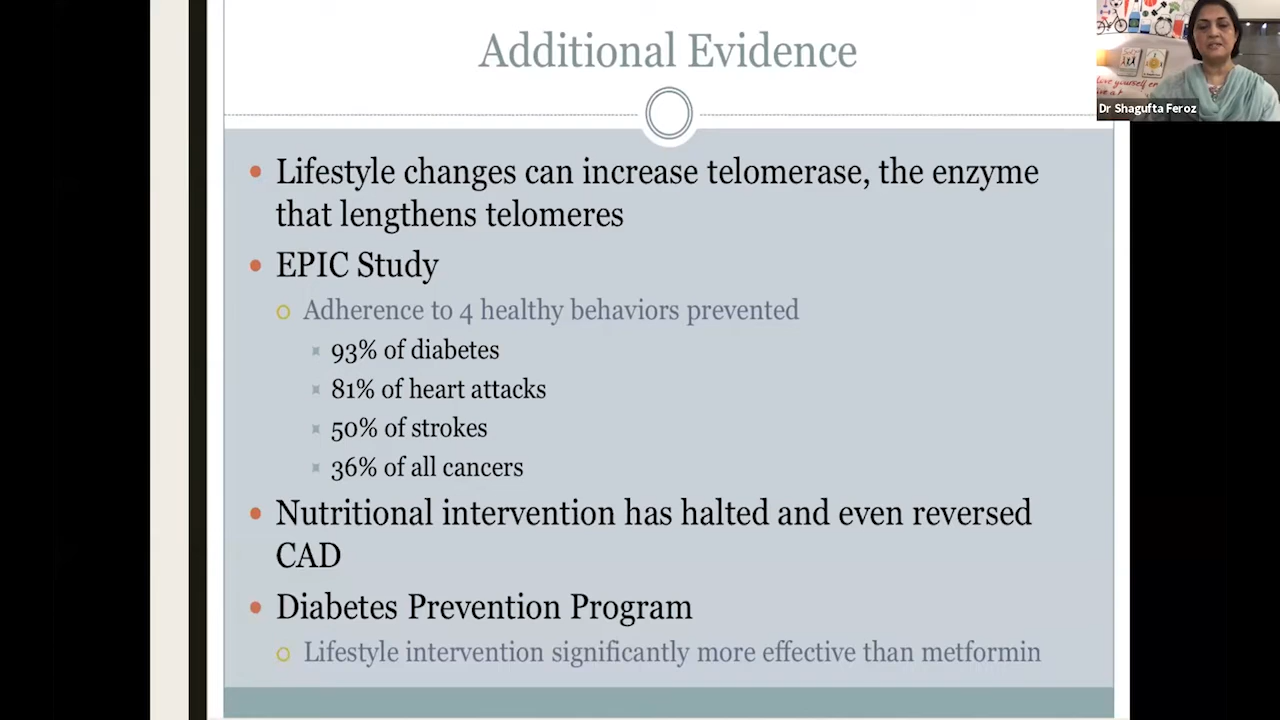 Additional Evidence
Dr Shagufta Feroz
• Lifestyle changes can increase telomerase, the enzyme
that lengthens telomeres
• EPIC Study
Adherence to 4 healthy behaviors prevented
93% of diabetes
81% of heart attacks
50% of strokes
36% of all cancers
• Nutritional intervention has halted and even reversed
CAD
• Diabetes Prevention Program
Lifestyle intervention significantly more effective than metformin